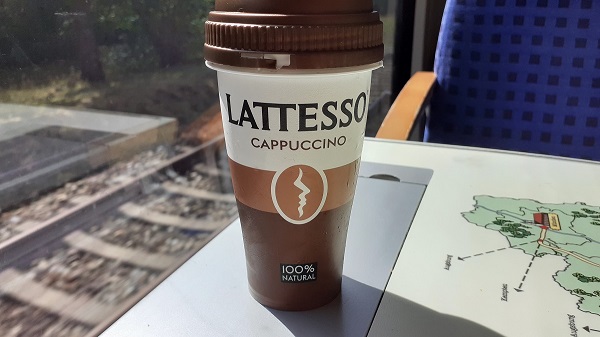 LATTESSO
CAPPUCCINO
100%
NATURAL